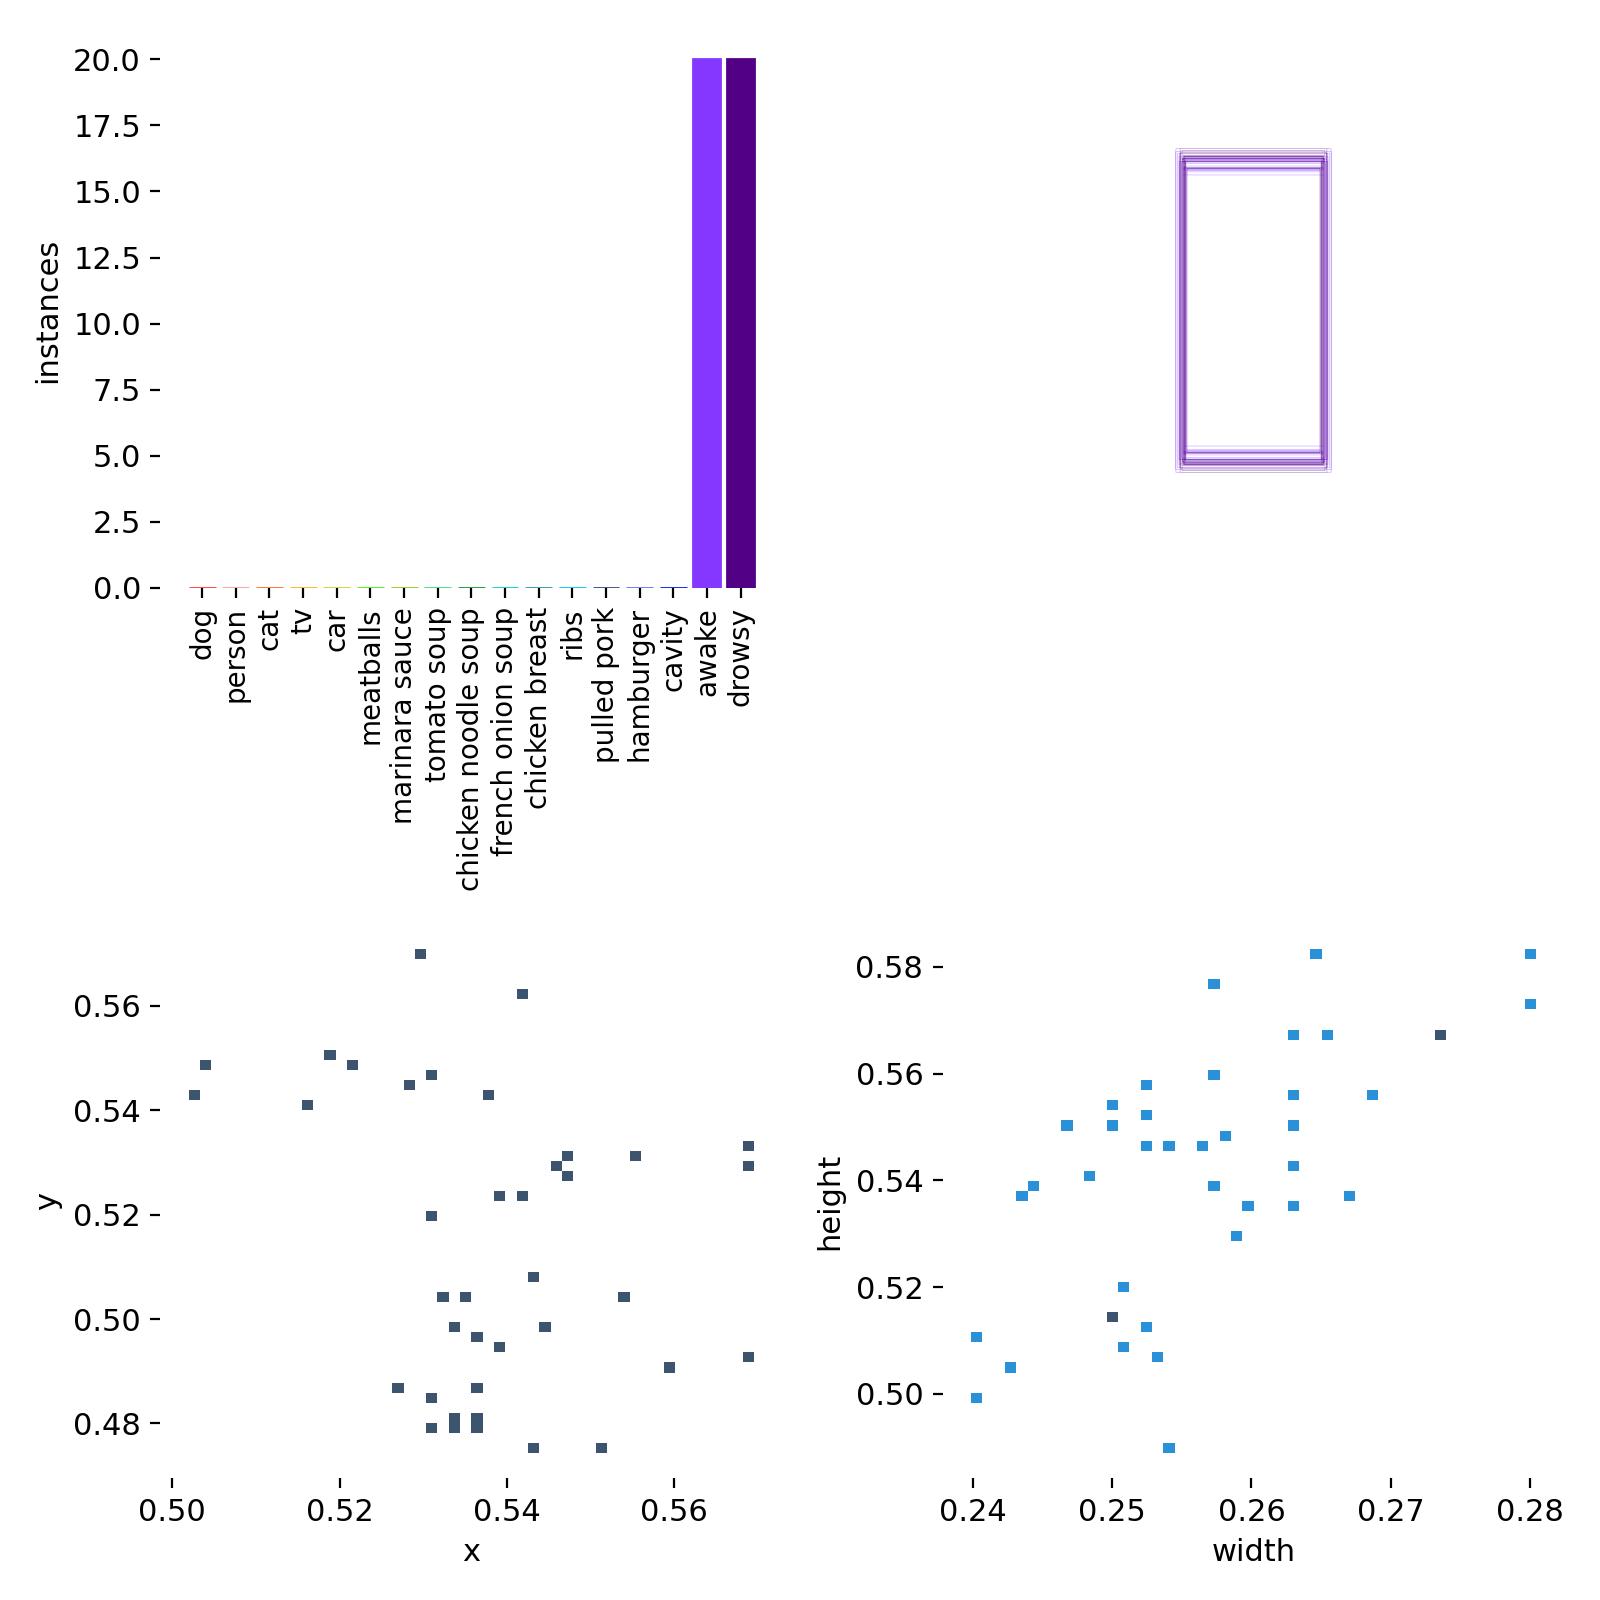 20.0
17.5
15.0
12.5
10.0
7.5
5.0
2.5
0.0
instances
dog
person
cat
tv
car
meatballs
marinara sauce
tomato soup
chicken noodle soup
french onion soup
chicken breast
ribs
pulled pork
hamburger
cavity
awake
drowsy
0.56
0.54
0.52
0.50
0.48
y
0.50 0.52 0.54 0.56
x
0.58
0.56
0.54
0.52
0.50
height
0.24 0.25 0.26 0.27 0.28
width